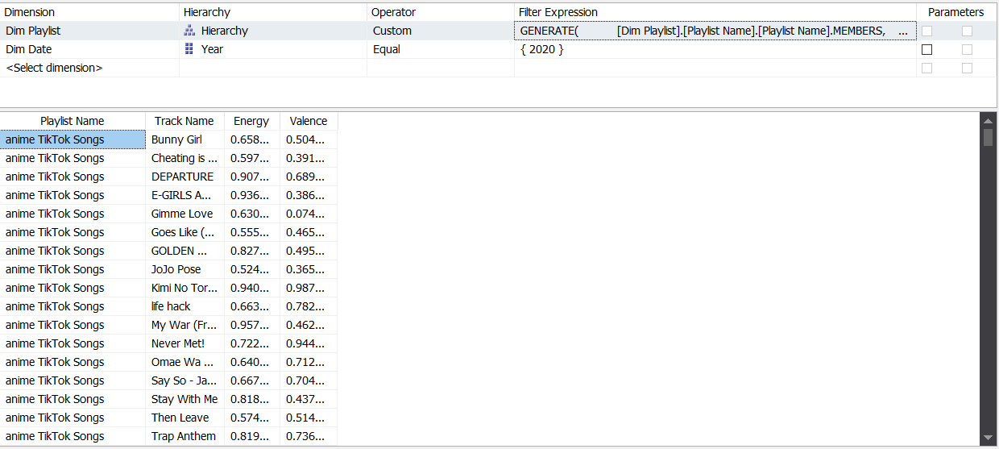 Dimension Hierarchy Operator Filter Expression Parameters
Dim Playlist Hierarchy Custom GENERATE( [Dim Playlist].[Playlist Name].[Playlist Name].MEMBERS, ...
Dim Date Year Equal { 2020 }
<Select dimension>
Playlist Name Track Name Energy Valence
anime TikTok Songs Bunny Girl 0.658... 0.504...
anime TikTok Songs Cheating is ... 0.597... 0.391...
anime TikTok Songs DEPARTURE 0.907... 0.689...
anime TikTok Songs E-GIRLS A... 0.936... 0.386...
anime TikTok Songs Gimme Love 0.630... 0.074...
anime TikTok Songs Goes Like (... 0.555... 0.465...
anime TikTok Songs GOLDEN ... 0.827... 0.495...
anime TikTok Songs JoJo Pose 0.524... 0.365...
anime TikTok Songs Kimi No Tor... 0.940... 0.987...
anime TikTok Songs life hack 0.663... 0.782...
anime TikTok Songs My War (Fr... 0.957... 0.462...
anime TikTok Songs Never Met! 0.722... 0.944...
anime TikTok Songs Omae Wa ... 0.640... 0.712...
anime TikTok Songs Say So - Ja... 0.667... 0.704...
anime TikTok Songs Stay With Me 0.818... 0.437...
anime TikTok Songs Then Leave 0.574... 0.514...
anime TikTok Songs Trap Anthem 0.819... 0.736...